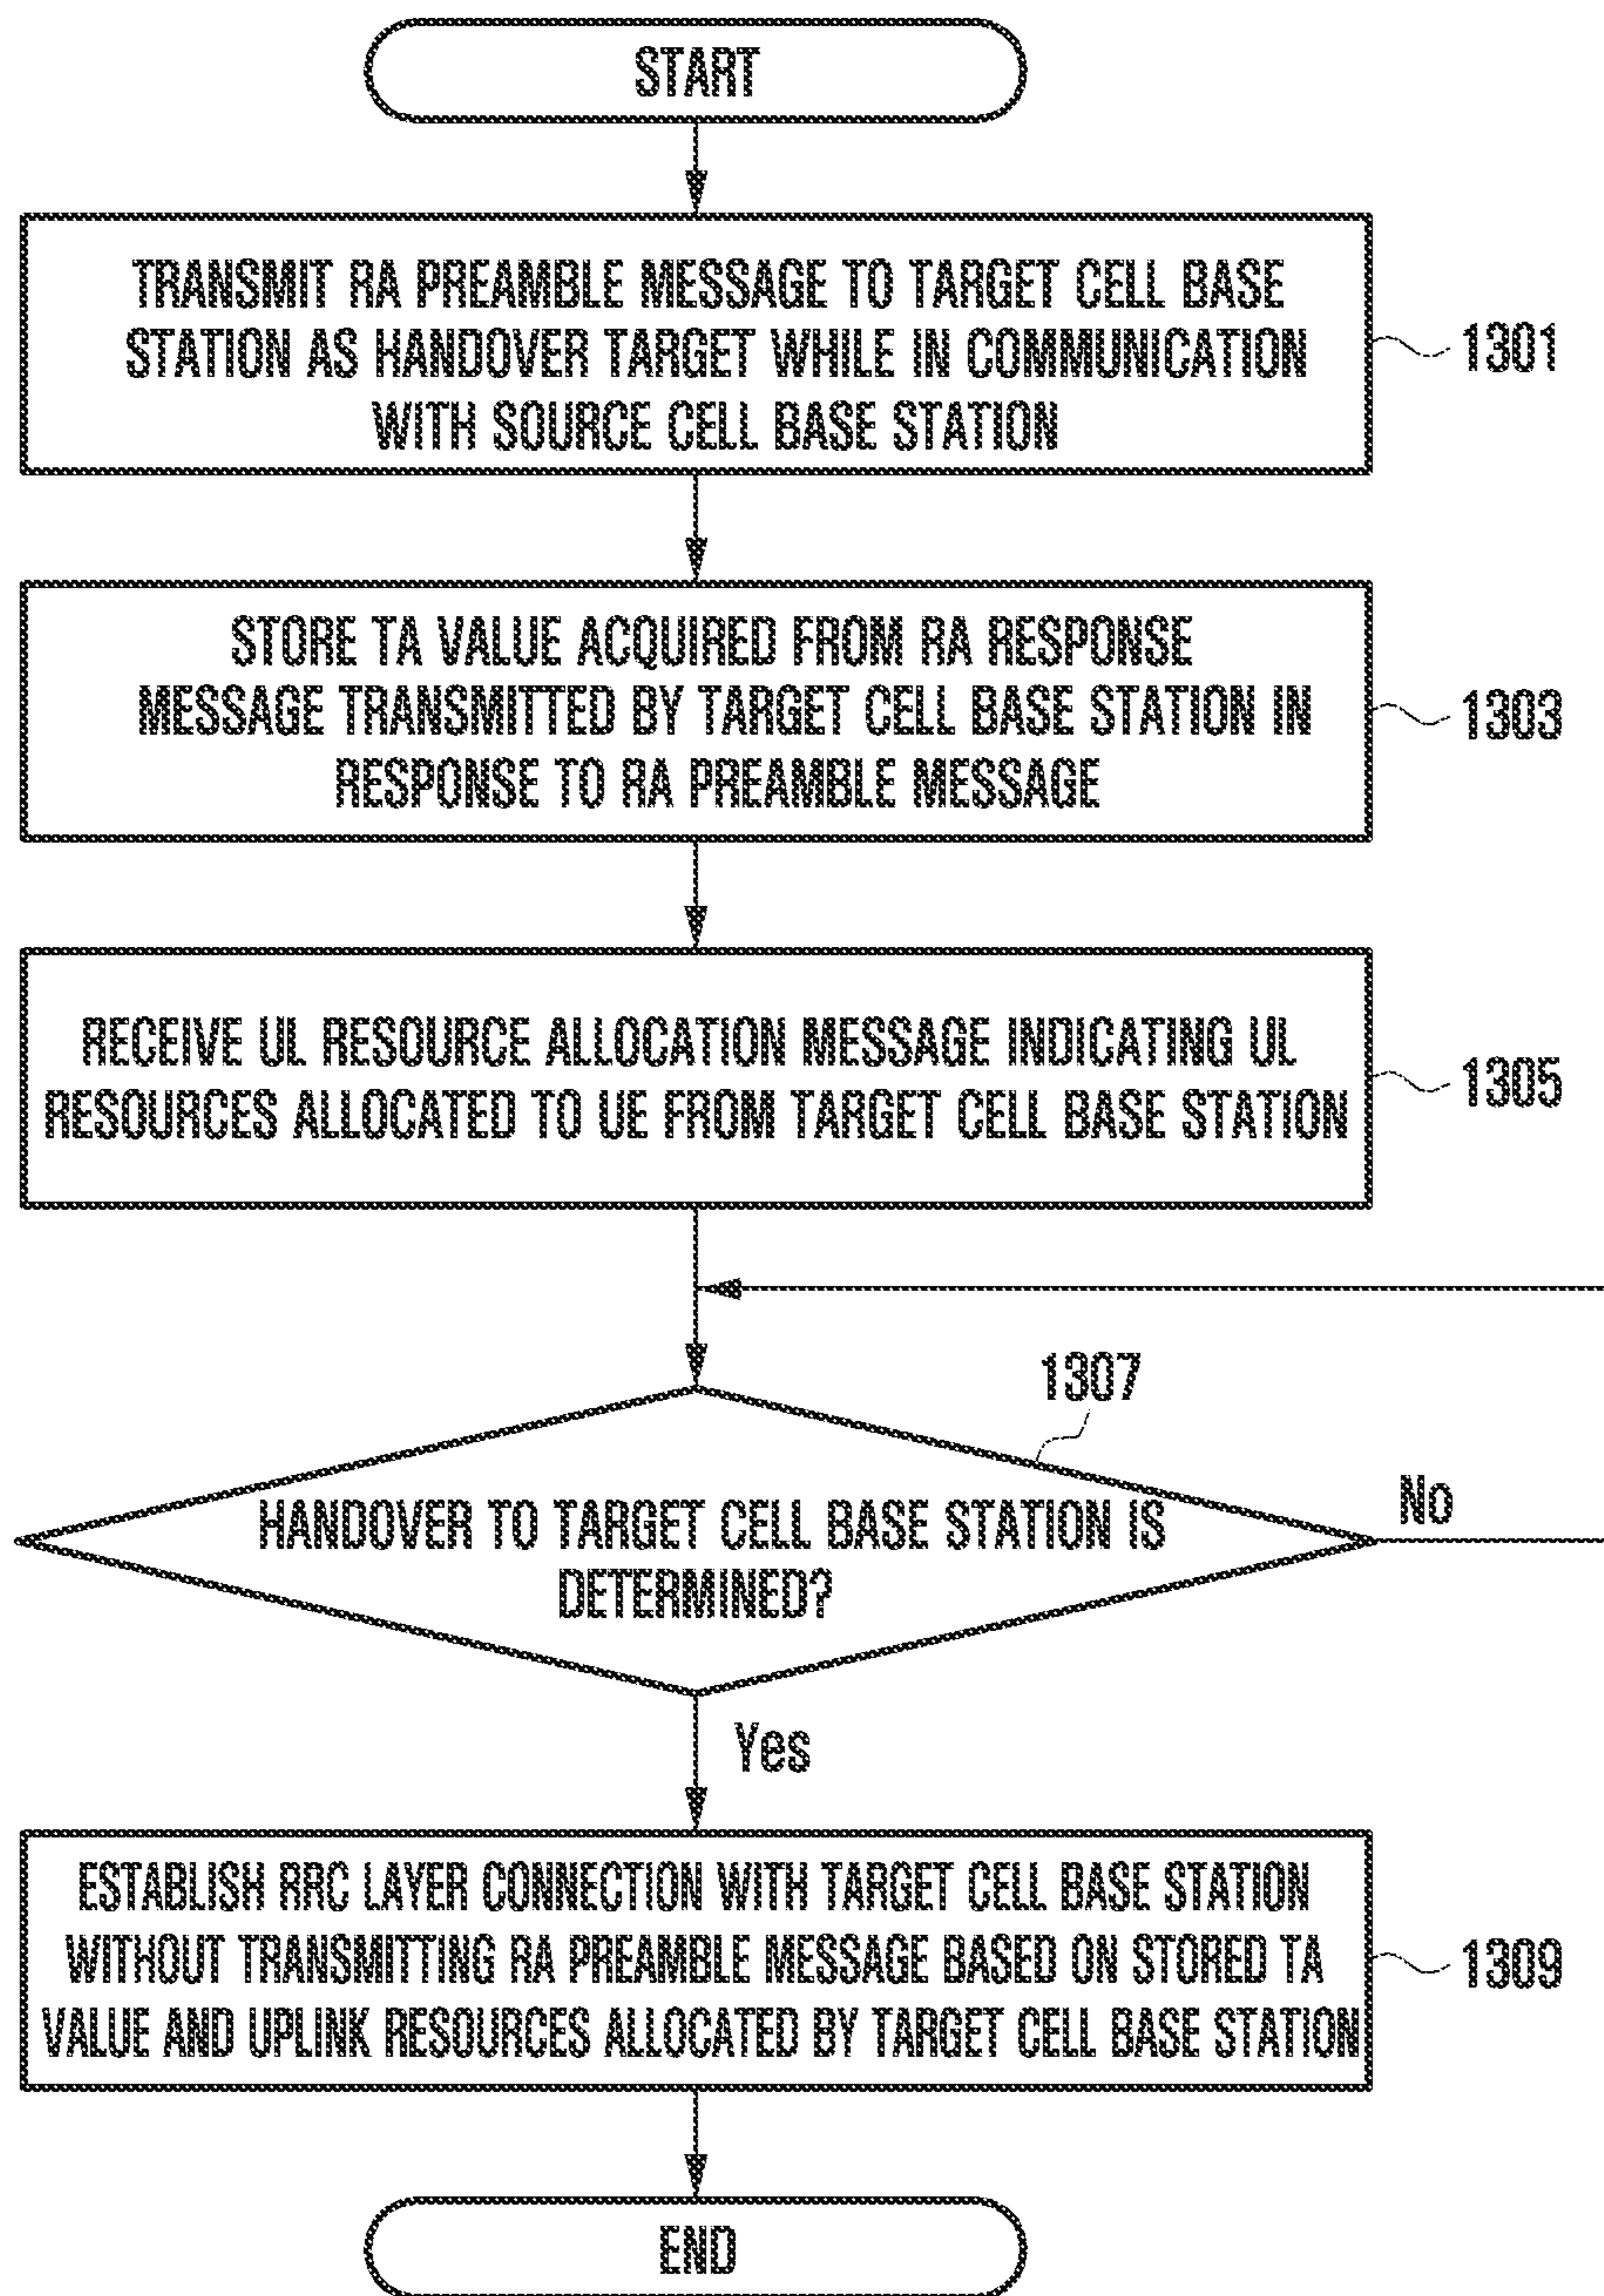 START
TRANSMIT RA PREAMBLE MESSAGE TO TARGET CELL BASE
STATION AS HANDOVER TARGET WHILE IN COMMUNICATION
WITH SOURCE CELL BASE STATION
1301
STORE TA VALUE ACQUIRED FROM RA RESPONSE
MESSAGE TRANSMITTED BY TARGET CELL BASE STATION IN
RESPONSE TO RA PREAMBLE MESSAGE
1303
RECEIVE UL RESOURCE ALLOCATION MESSAGE INDICATING UL
RESOURCES ALLOCATED TO UE FROM TARGET CELL BASE STATION
1305
1307
HANDOVER TO TARGET CELL BASE STATION IS
DETERMINED?
No
Yes
ESTABLISH RRC LAYER CONNECTION WITH TARGET CELL BASE STATION
WITHOUT TRANSMITTING RA PREAMBLE MESSAGE BASED ON STORED TA
VALUE AND UPLINK RESOURCES ALLOCATED BY TARGET CELL BASE STATION
1309
END